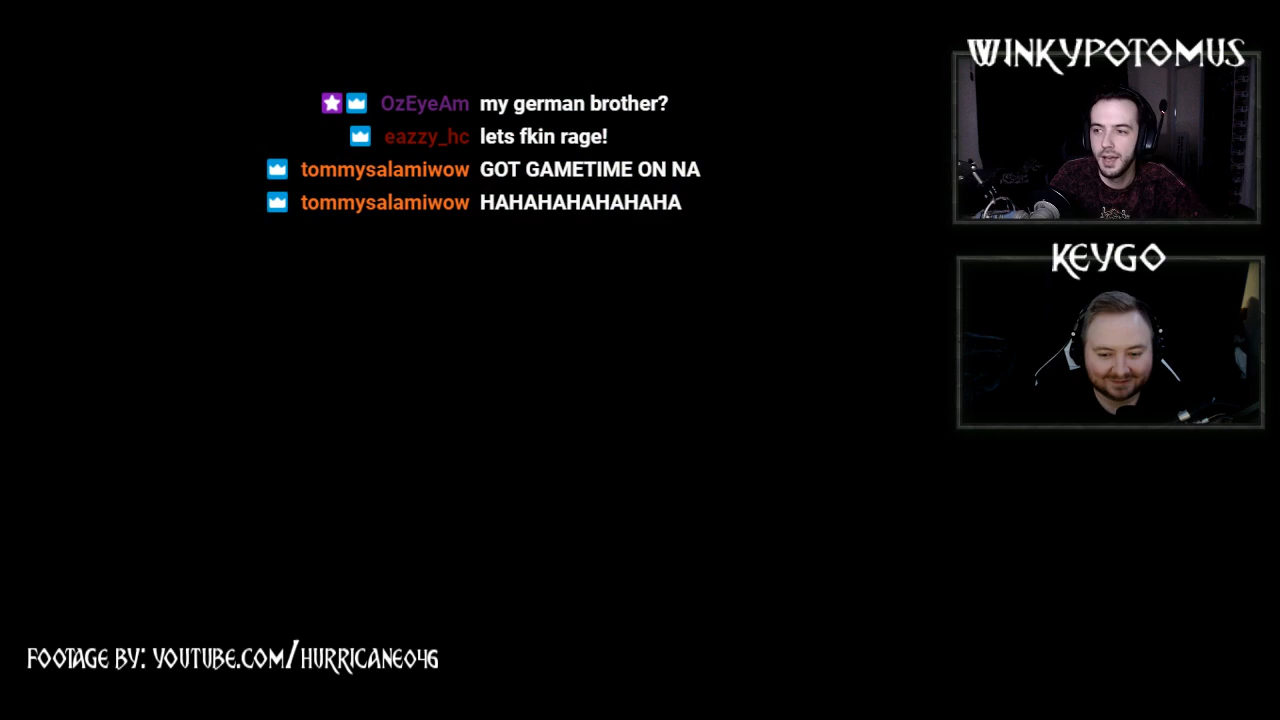 WINKYPOTOMUS
OzEyeAm my german brother?
eazzy_hc lets fkin rage!
tommysalamiwow GOT GAMETIME ON NA
tommysalamiwow HAHAHAHAHAHAHA
KEYGO
FOOTAGE BY: YOUTUBE.COM/HURRICANE046